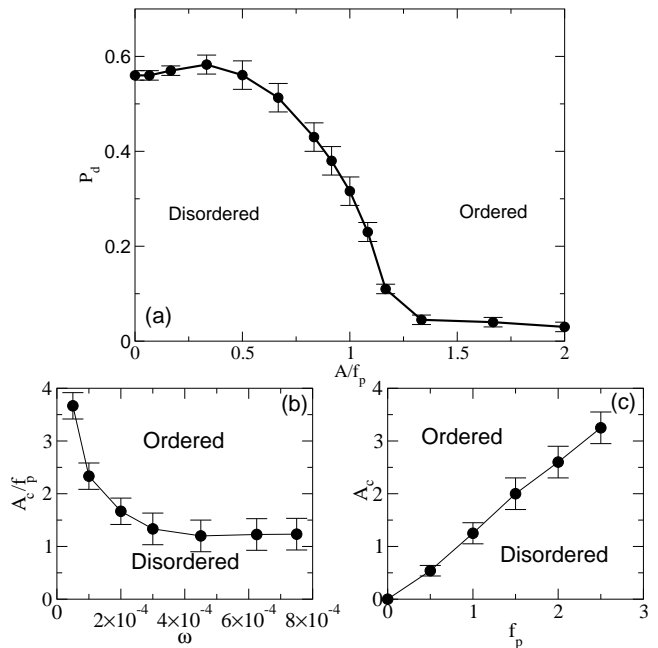 0.6
0.4
P_d
0.2
0
Disordered
Ordered
(a)
0
0.5
1
1.5
2
A/f_p
4
3
2
1
0
A_c/f_p
(b)
Ordered
Disordered
2×10^-4
4×10^-4
6×10^-4
8×10^-4
ω
4
3
2
1
0
A_c
(c)
Ordered
Disordered
0
1
2
3
f_p